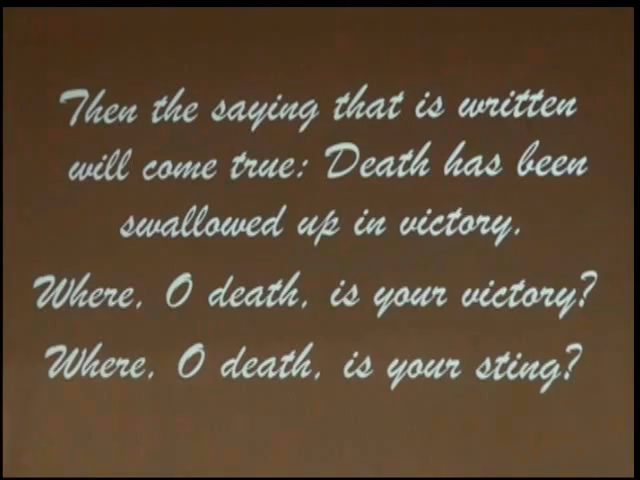 Then the saying that is written
will come true: Death has been
swallowed up in victory.
Where, O death, is your victory?
Where, O death, is your sting?